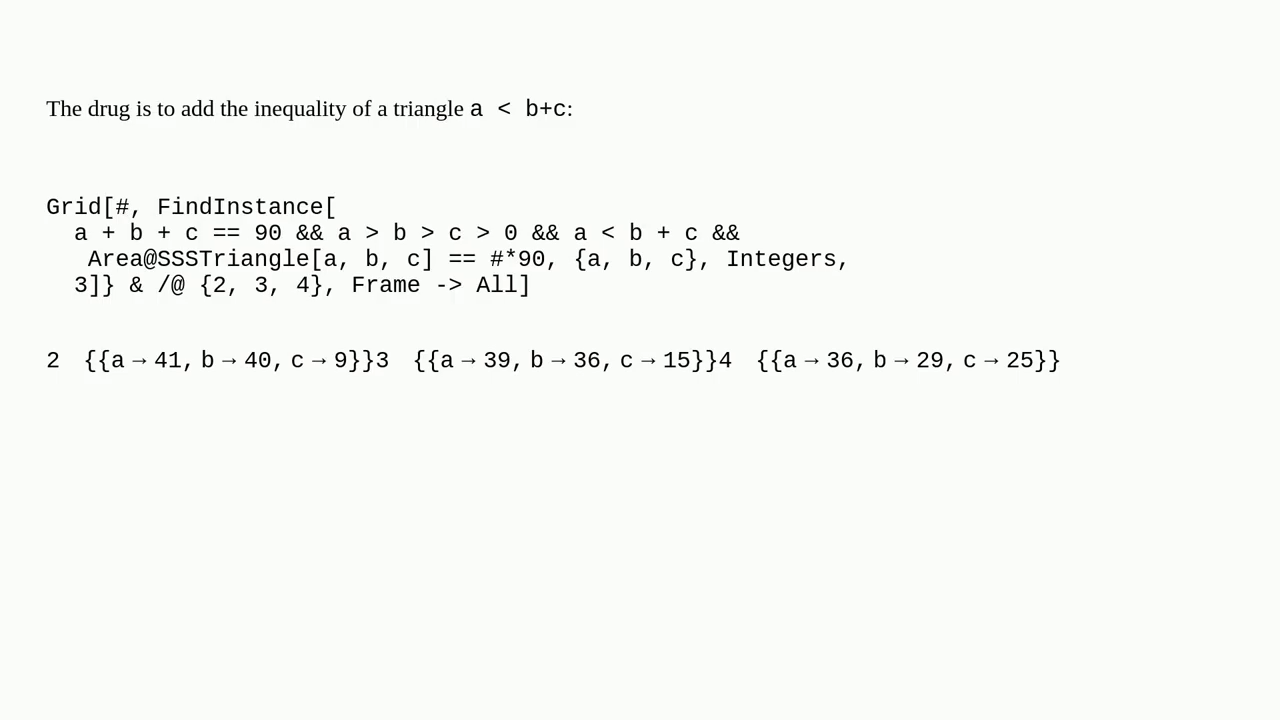 The drug is to add the inequality of a triangle a < b+c:
Grid[#, FindInstance[
a + b + c == 90 && a > b > c > 0 && a < b + c &&
Area@SSSTriangle[a, b, c] == #*90, {a, b, c}, Integers,
3]} & /@ {2, 3, 4}, Frame -> All]
2 {{a→41, b→40, c→9}}3 {{a→39, b→36, c→15}}4 {{a→36, b→29, c→25}}